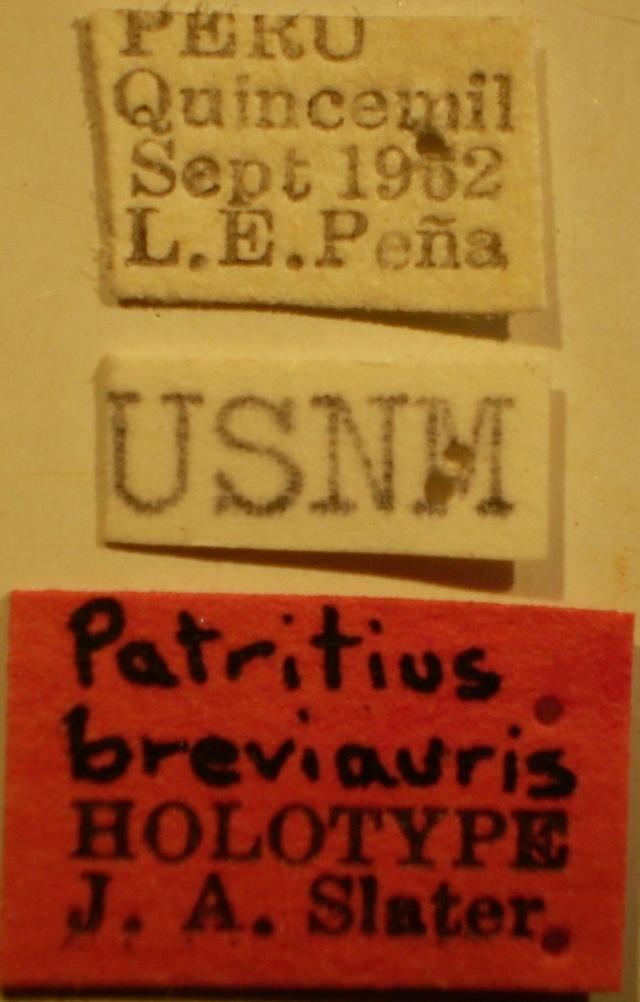 PERU
Quincemil
Sept 1962
L.E.Peña
USNM
Patritius
breviauris
HOLOTYPE
J. A. Slater